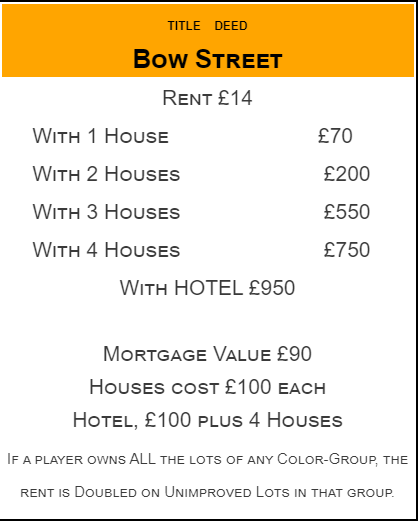 TITLE DEED
BOW STREET
RENT £14
WITH 1 HOUSE £70
WITH 2 HOUSES £200
WITH 3 HOUSES £550
WITH 4 HOUSES £750
WITH HOTEL £950
MORTGAGE VALUE £90
HOUSES COST £100 EACH
HOTEL, £100 PLUS 4 HOUSES
IF A PLAYER OWNS ALL THE LOTS OF ANY COLOR-GROUP, THE
RENT IS DOUBLED ON UNIMPROVED LOTS IN THAT GROUP.